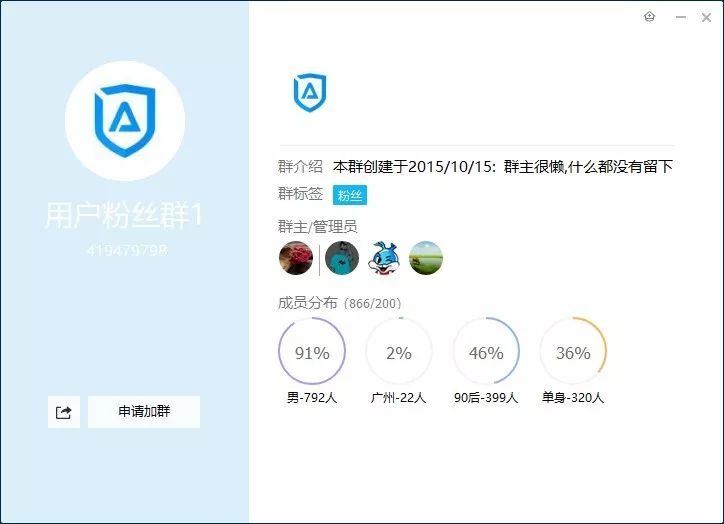 用户粉丝群1
419479798
申请加群
群介绍 本群创建于2015/10/15: 群主很懒,什么都没有留下
群标签 粉丝
群主/管理员
成员分布 (866/200)
91% 2% 46% 36%
男-792人 广州-22人 90后-399人 单身-320人